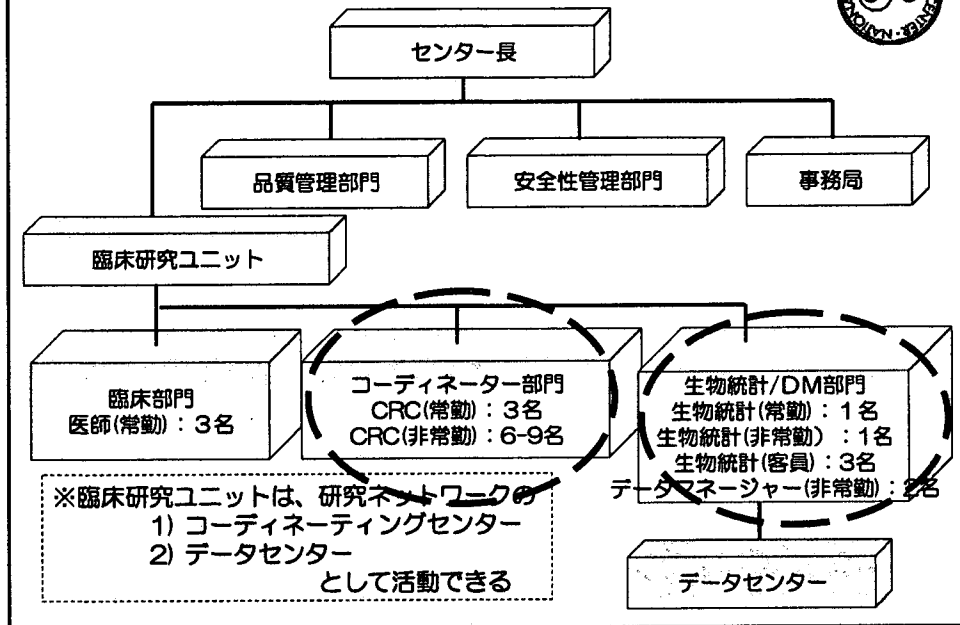 センター長
品質管理部門
安全性管理部門
事務局
臨床研究ユニット
臨床部門
医師(常勤)：3名
コーディネーター部門
CRC(常勤)：3名
CRC(非常勤)：6-9名
生物統計/DM部門
生物統計(常勤)：1名
生物統計(非常勤)：1名
生物統計(客員)：3名
データマネージャー(非常勤)：2名
※臨床研究ユニットは、研究ネットワークの
1) コーディネーティングセンター
2) データセンター
として活動できる
データセンター
CENTER・NATIONA